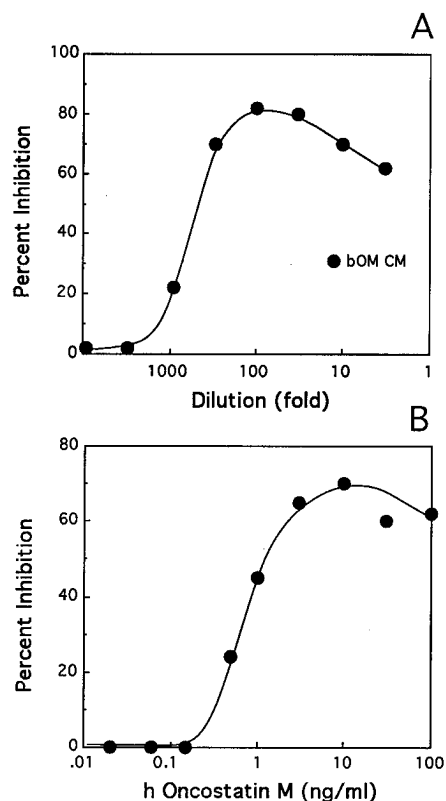 A
100
80
60
40
20
0
Percent Inhibition
bOM CM
1000 100 10 1
Dilution (fold)
B
80
60
40
20
0
Percent Inhibition
.01 0.1 1 10 100
h Oncostatin M (ng/ml)